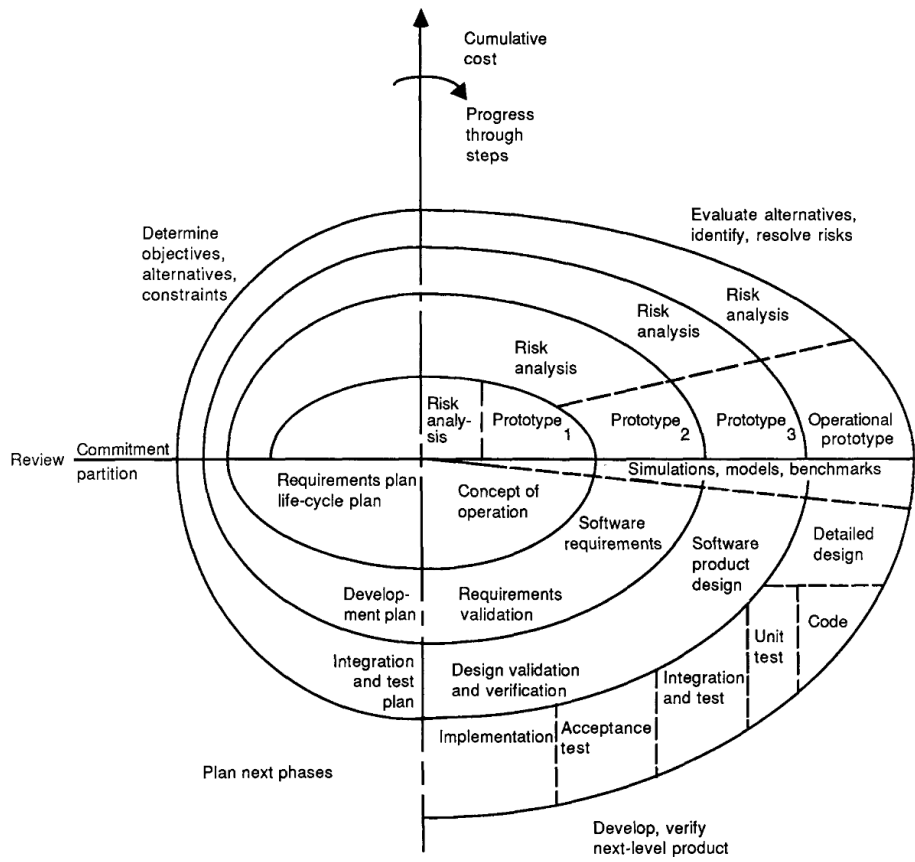 Cumulative
cost
Progress
through
steps
Evaluate alternatives,
identify, resolve risks
Determine
objectives,
alternatives,
constraints
Risk
analysis
Risk
analysis
Risk
analysis
Risk
analy-
sis
Prototype 1
Prototype 2
Prototype 3
Operational
prototype
Review
Commitment
partition
Simulations, models, benchmarks
Requirements plan
life-cycle plan
Concept of
operation
Software
requirements
Software
product
design
Detailed
design
Develop-
ment plan
Requirements
validation
Code
Unit
test
Integration
and test
plan
Design validation
and verification
Integration
and test
Acceptance
test
Implementation
Plan next phases
Develop, verify
next-level product